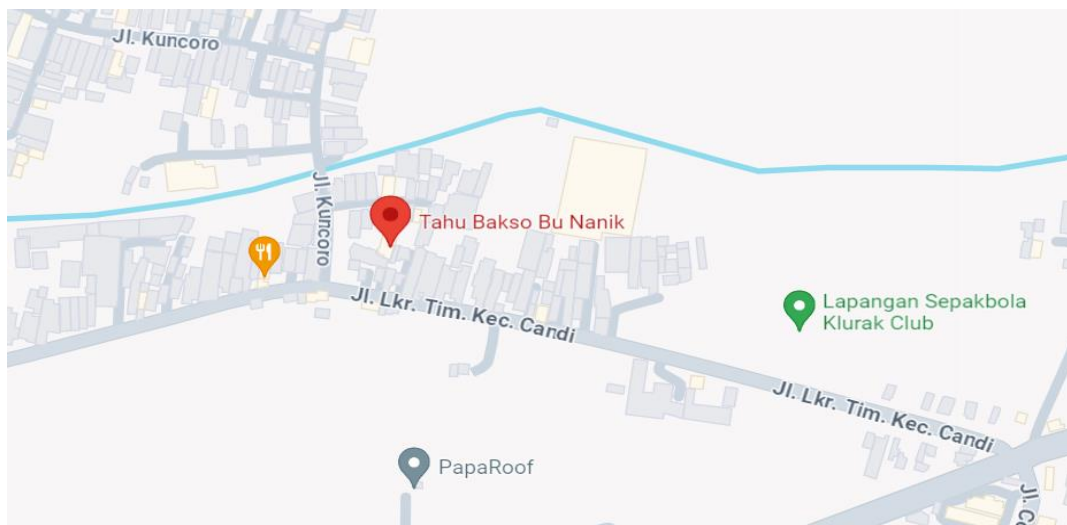 Jl. Kuncoro
Jl. Kuncoro
Tahu Bakso Bu Nanik
Jl. Lkr. Tim. Kec. Candi
Lapangan Sepakbola
Klurak Club
Jl. Lkr. Tim. Kec. Candi
PapaRoof